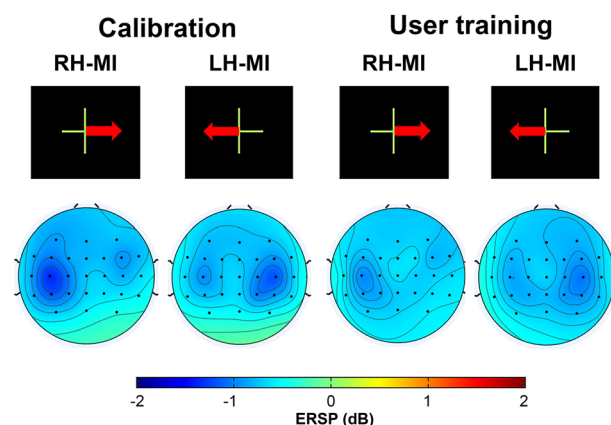 Calibration User training
RH-MI LH-MI RH-MI LH-MI
-2 -1 0 1 2
ERSP (dB)